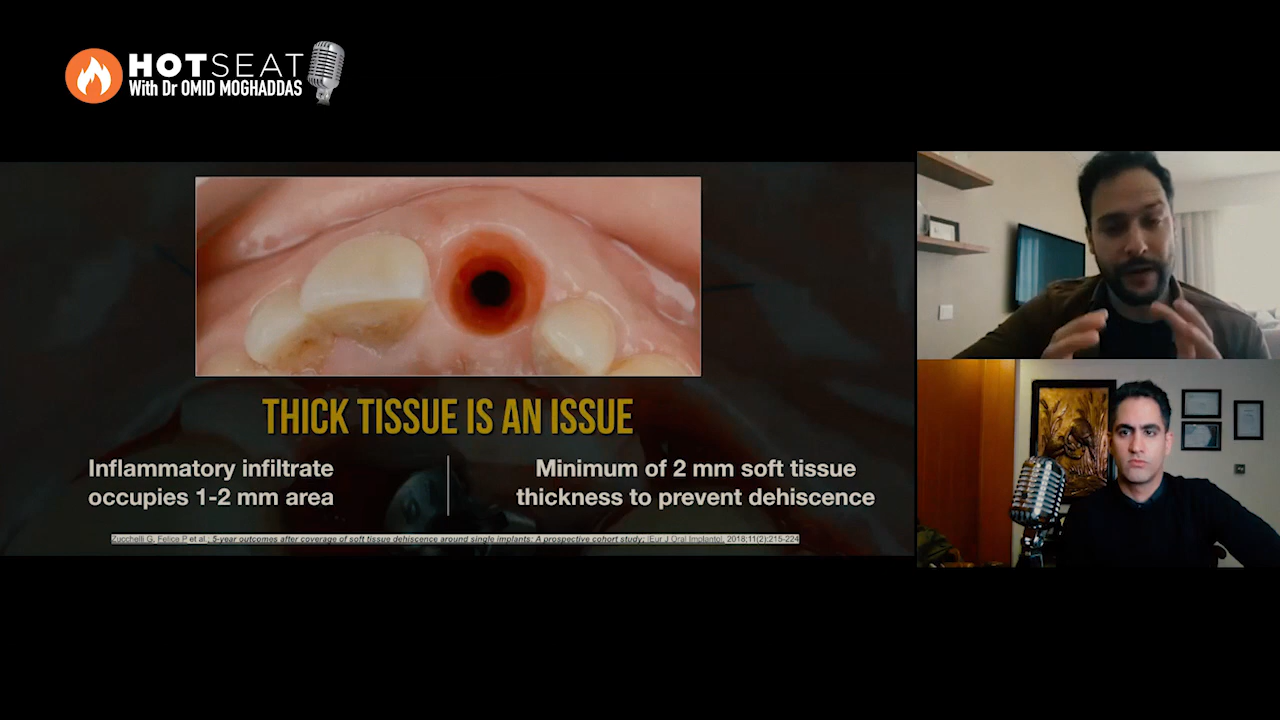 HOTSEAT
With Dr OMID MOGHADDAS
THICK TISSUE IS AN ISSUE
Inflammatory infiltrate
occupies 1-2 mm area
Minimum of 2 mm soft tissue
thickness to prevent dehiscence
Zucchelli G, Felice P et al., 5-year outcomes after coverage of soft tissue dehiscence around single implants: A prospective cohort study; (Eur J Oral Implantol, 2018;11(2):215-224